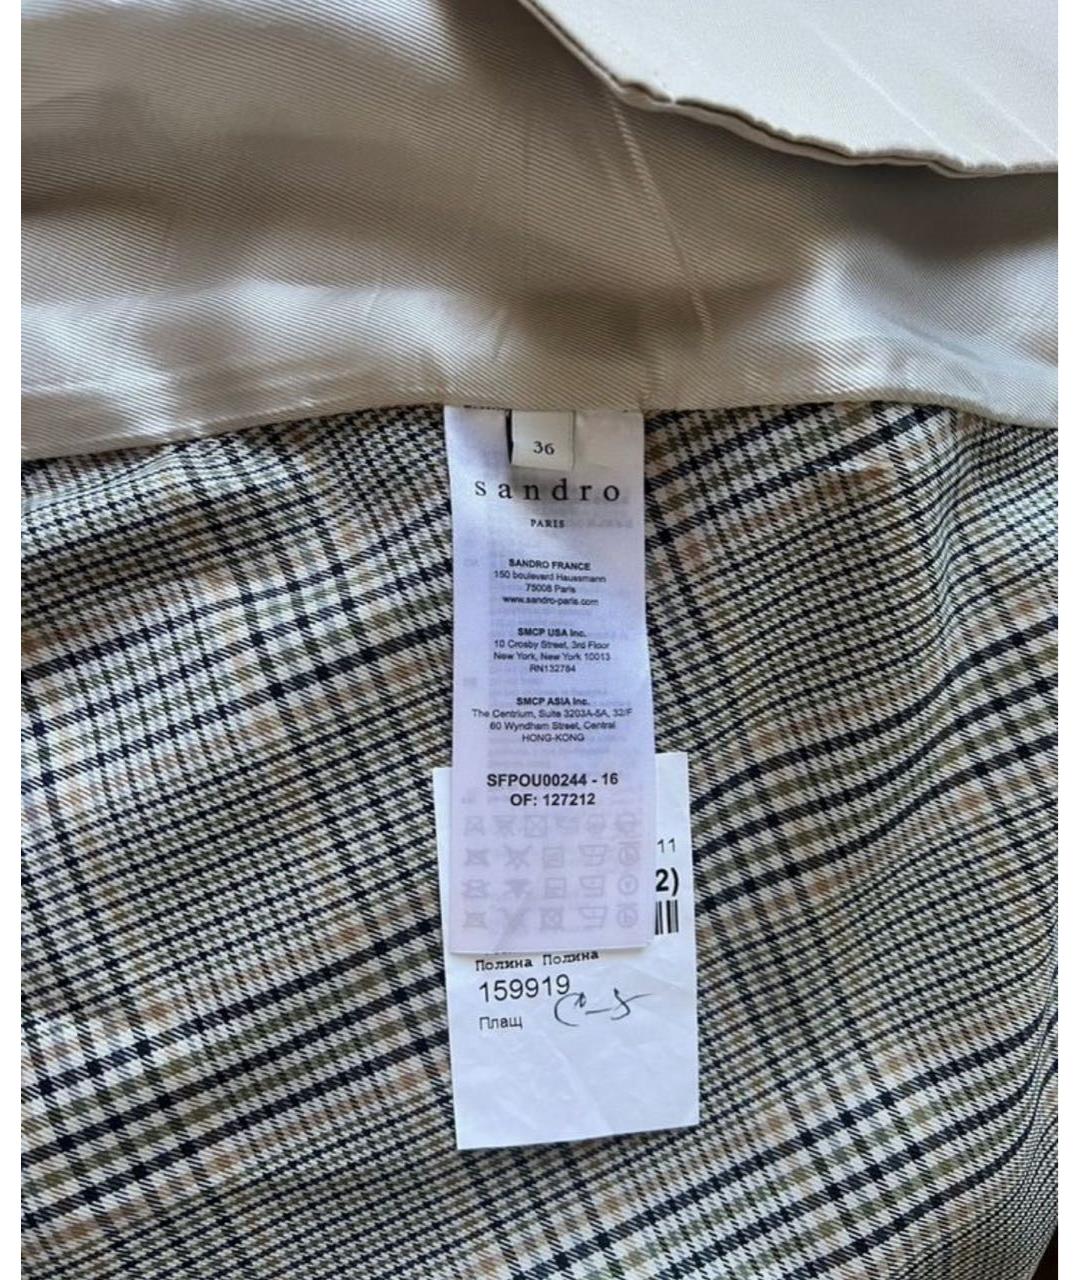 36
sandro
PARIS
SANDRO FRANCE
150 boulevard Haussmann
75008 Paris
www.sandro-paris.com
SMCP USA Inc.
10 Crosby Street, 3rd Floor
New York, New York 10013
RN132784
SMCP ASIA Inc.
The Centrium, Suite 3203A-5A, 32/F
60 Wyndham Street, Central
HONG-KONG
SFPOU00244 - 16
OF: 127212
11
2)
Полина Полина
159919
Плащ